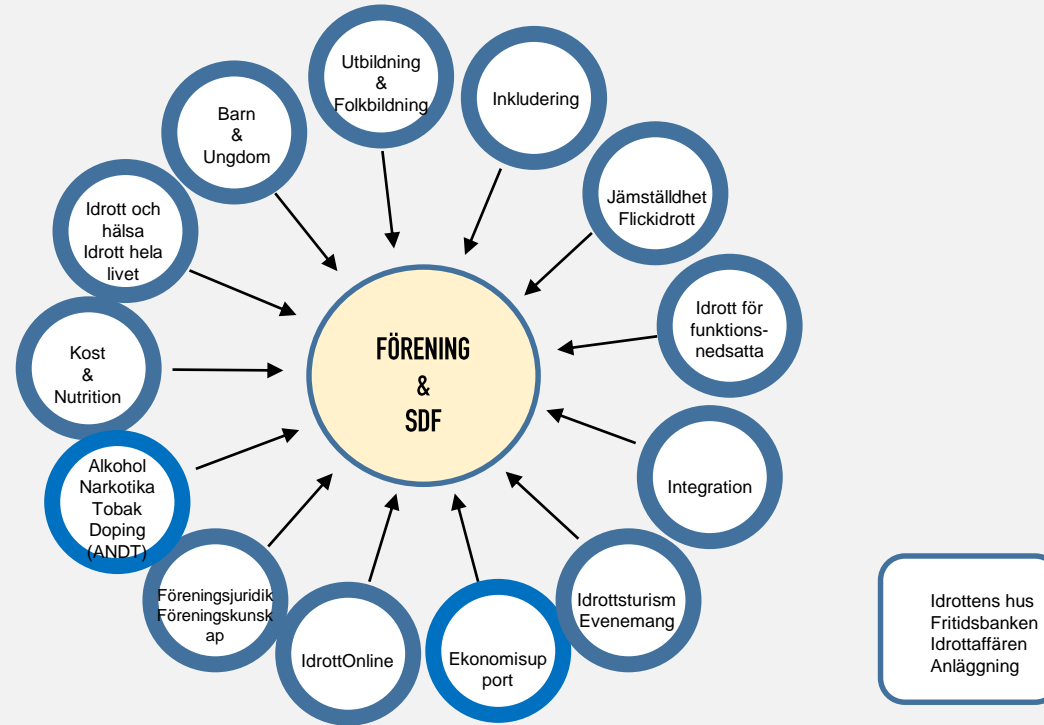 Utbildning
&
Folkbildning
Inkludering
Barn
&
Ungdom
Jämställdhet
Flickidrott
Idrott och
hälsa
Idrott hela
livet
Idrott för
funktions-
nedsatta
Kost
&
Nutrition
FÖRENING
&
SDF
Alkohol
Narkotika
Tobak
Doping
(ANDT)
Integration
Föreningsjuridik
Föreningskunsk
ap
IdrottOnline
Ekonomisup
port
Idrottsturism
Evenemang
Idrottens hus
Fritidsbanken
Idrottaffären
Anläggning